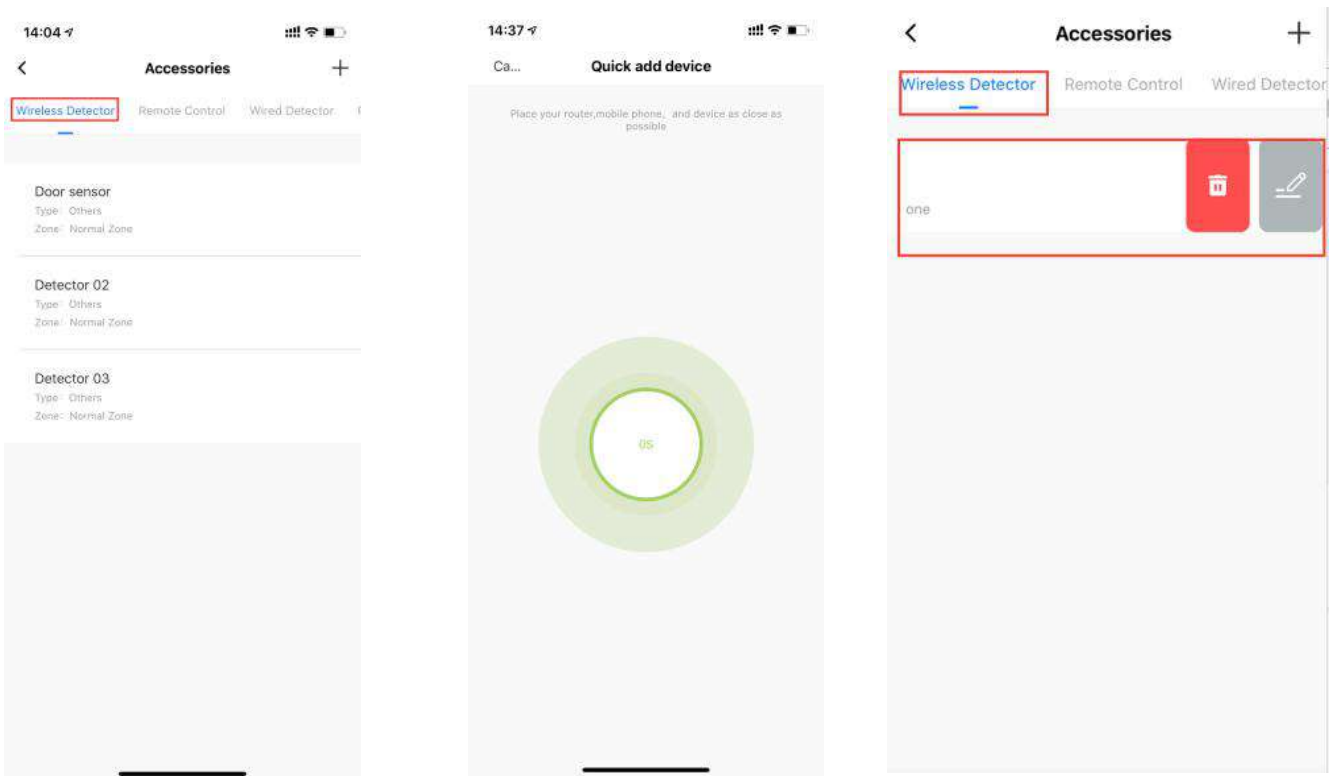 14:04
Accessories
Wireless Detector
Remote Control
Wired Detector
Door sensor
Type: Others
Zone: Normal Zone
Detector 02
Type: Others
Zone: Normal Zone
Detector 03
Type: Others
Zone: Normal Zone
14:37
Ca...
Quick add device
Place your router,mobile phone, and device as close as
possible
0S
Accessories
Wireless Detector
Remote Control
Wired Detector
one